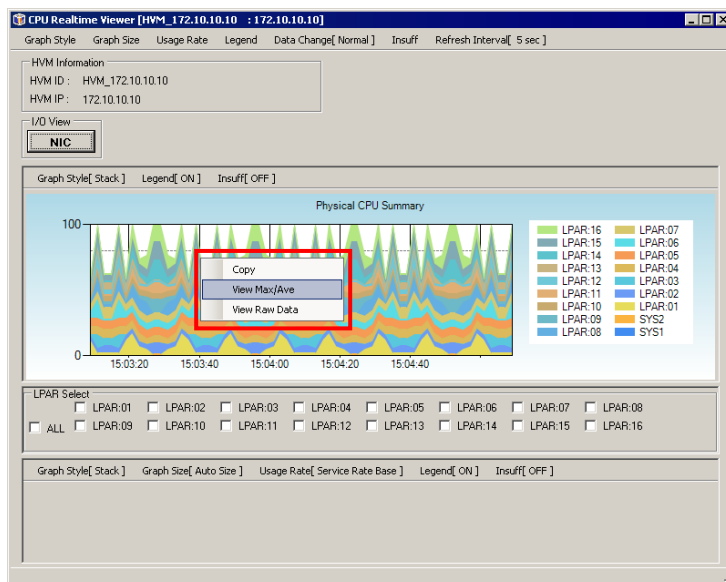 CPU Realtime Viewer [HVM_172.10.10.10 : 172.10.10.10]
Graph Style Graph Size Usage Rate Legend Data Change[ Normal ] Insuff Refresh Interval[ 5 sec ]
HVM Information
HVM ID : HVM_172.10.10.10
HVM IP : 172.10.10.10
I/O View
NIC
Graph Style[ Stack ] Legend[ ON ] Insuff[ OFF ]
Physical CPU Summary
100
0
15:03:20 15:03:40 15:04:00 15:04:20 15:04:40
Copy
View Max/Ave
View Raw Data
LPAR:16 LPAR:07
LPAR:15 LPAR:06
LPAR:14 LPAR:05
LPAR:13 LPAR:04
LPAR:12 LPAR:03
LPAR:11 LPAR:02
LPAR:10 LPAR:01
LPAR:09 SYS2
LPAR:08 SYS1
LPAR Select
ALL
LPAR:01 LPAR:02 LPAR:03 LPAR:04 LPAR:05 LPAR:06 LPAR:07 LPAR:08
LPAR:09 LPAR:10 LPAR:11 LPAR:12 LPAR:13 LPAR:14 LPAR:15 LPAR:16
Graph Style[ Stack ] Graph Size[ Auto Size ] Usage Rate[ Service Rate Base ] Legend[ ON ] Insuff[ OFF ]